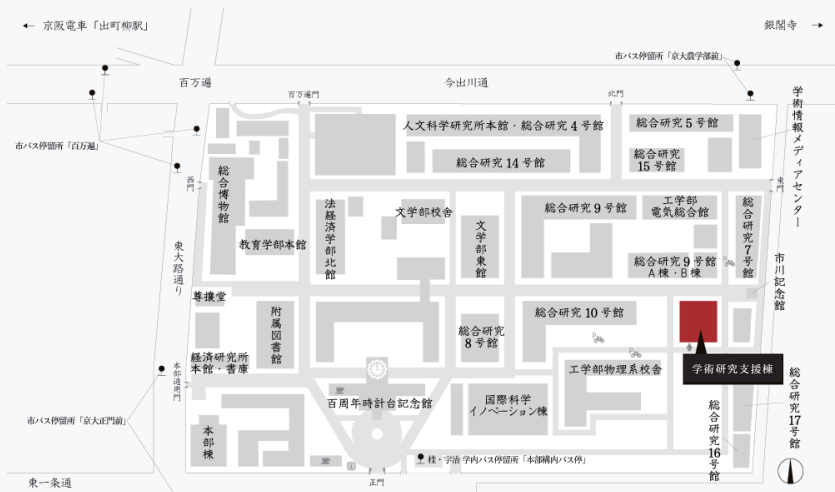 ← 京阪電車「出町柳駅」
銀閣寺 →
市バス停留所「京大農学部前」
百万遍
今出川通
百万遍門
北門
学術情報メディアセンター
人文科学研究所本館・総合研究4号館
総合研究5号館
市バス停留所「百万遍」
総合研究14号館
総合研究
15号館
総合博物館
西門
東門
法経済学部北館
文学部校舎
総合研究9号館
工学部
電気総合館
総合研究7号館
文学部東館
教育学部本館
東大路通り
総合研究9号館
A棟・B棟
市川記念館
尊攘堂
附属図書館
総合研究10号館
総合研究
8号館
経済研究所
本館・書庫
本部通用門
工学部物理系校舎
学術研究支援棟
総合研究17号館
百周年時計台記念館
国際科学
イノベーション棟
総合研究16号館
市バス停留所「京大正門前」
本部棟
桂・宇治 学内バス停留所「本部構内バス停」
正門
東一条通